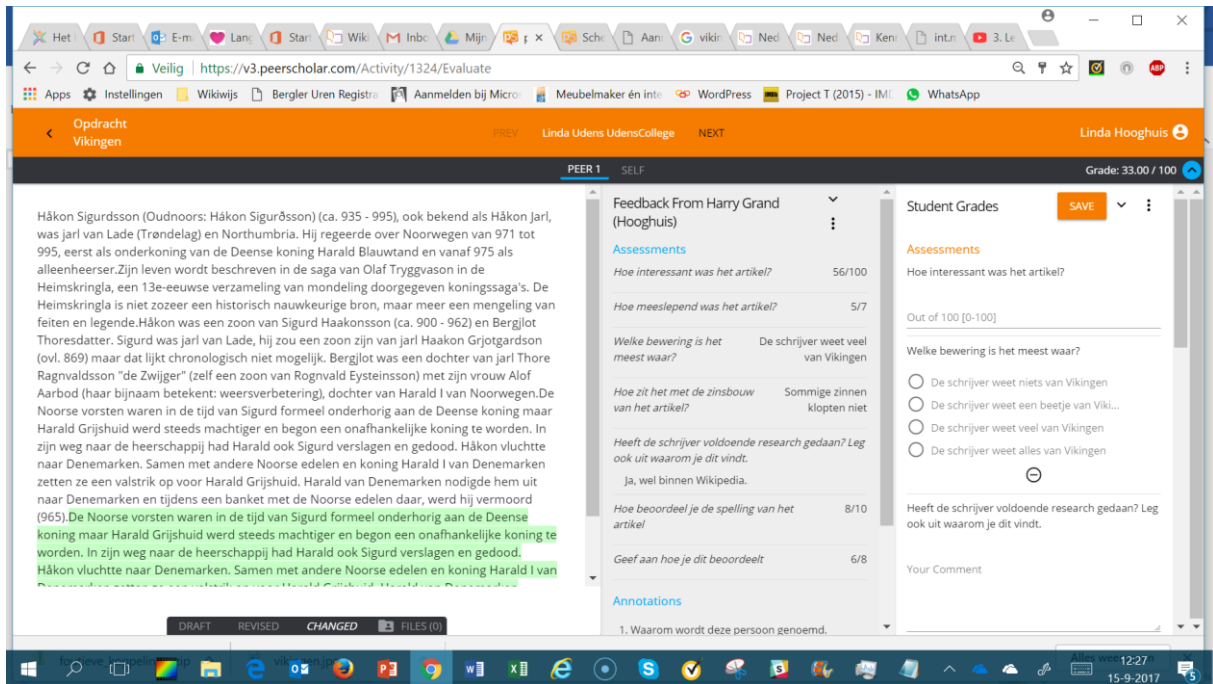 Het
Start
E-m
Lang
Start
Wiki
Inbo
Mijn
Sche
Aanr
vikin
Ned
Ned
Kenr
int.n
3. Le
Veilig | https://v3.peerscholar.com/Activity/1324/Evaluate
Apps Instellingen Wikiwijs Bergler Uren Registra Aanmelden bij Micros Meubelmaker én inte WordPress Project T (2015) - IMD WhatsApp
Opdracht
Vikingen
PREV Linda Udens UdensCollege NEXT
Linda Hooghuis
PEER 1 SELF
Grade: 33.00 / 100
Håkon Sigurdsson (Oudnoors: Hákon Sigurðsson) (ca. 935 - 995), ook bekend als Håkon Jarl,
was jarl van Lade (Trøndelag) en Northumbria. Hij regeerde over Noorwegen van 971 tot
995, eerst als onderkoning van de Deense koning Harald Blauwtand en vanaf 975 als
alleenheerser.Zijn leven wordt beschreven in de saga van Olaf Tryggvason in de
Heimskringla, een 13e-eeuwse verzameling van mondeling doorgegeven koningssaga's. De
Heimskringla is niet zozeer een historisch nauwkeurige bron, maar meer een mengeling van
feiten en legende.Håkon was een zoon van Sigurd Haakonsson (ca. 900 - 962) en Bergjlot
Thoresdatter. Sigurd was jarl van Lade, hij zou een zoon zijn van jarl Haakon Grjotgardson
(ovl. 869) maar dat lijkt chronologisch niet mogelijk. Bergjlot was een dochter van jarl Thore
Ragnvaldsson "de Zwijger" (zelf een zoon van Rognvald Eysteinsson) met zijn vrouw Alof
Aarbod (haar bijnaam betekent: weersverbetering), dochter van Harald I van Noorwegen.De
Noorse vorsten waren in de tijd van Sigurd formeel onderhorig aan de Deense koning maar
Harald Grijshuid werd steeds machtiger en begon een onafhankelijke koning te worden. In
zijn weg naar de heerschappij had Harald ook Sigurd verslagen en gedood. Håkon vluchtte
naar Denemarken. Samen met andere Noorse edelen en koning Harald I van Denemarken
zetten ze een valstrik op voor Harald Grijshuid. Harald van Denemarken nodigde hem uit
naar Denemarken en tijdens een banket met de Noorse edelen daar, werd hij vermoord
(965).De Noorse vorsten waren in de tijd van Sigurd formeel onderhorig aan de Deense
koning maar Harald Grijshuid werd steeds machtiger en begon een onafhankelijke koning te
worden. In zijn weg naar de heerschappij had Harald ook Sigurd verslagen en gedood.
Håkon vluchtte naar Denemarken. Samen met andere Noorse edelen en koning Harald I van
DRAFT REVISED CHANGED FILES (0)
Feedback From Harry Grand
(Hooghuis)
Assessments
Hoe interessant was het artikel? 56/100
Hoe meeslepend was het artikel? 5/7
Welke bewering is het De schrijver weet veel
meest waar? van Vikingen
Hoe zit het met de zinsbouw Sommige zinnen
van het artikel? klopten niet
Heeft de schrijver voldoende research gedaan? Leg
ook uit waarom je dit vindt.
Ja, wel binnen Wikipedia.
Hoe beoordeel je de spelling van het 8/10
artikel
Geef aan hoe je dit beoordeelt 6/8
Annotations
1. Waarom wordt deze persoon genoemd.
Student Grades SAVE
Assessments
Hoe interessant was het artikel?
Out of 100 [0-100]
Welke bewering is het meest waar?
De schrijver weet niets van Vikingen
De schrijver weet een beetje van Viki...
De schrijver weet veel van Vikingen
De schrijver weet alles van Vikingen
Heeft de schrijver voldoende research gedaan? Leg
ook uit waarom je dit vindt.
Your Comment
12:27
15-9-2017